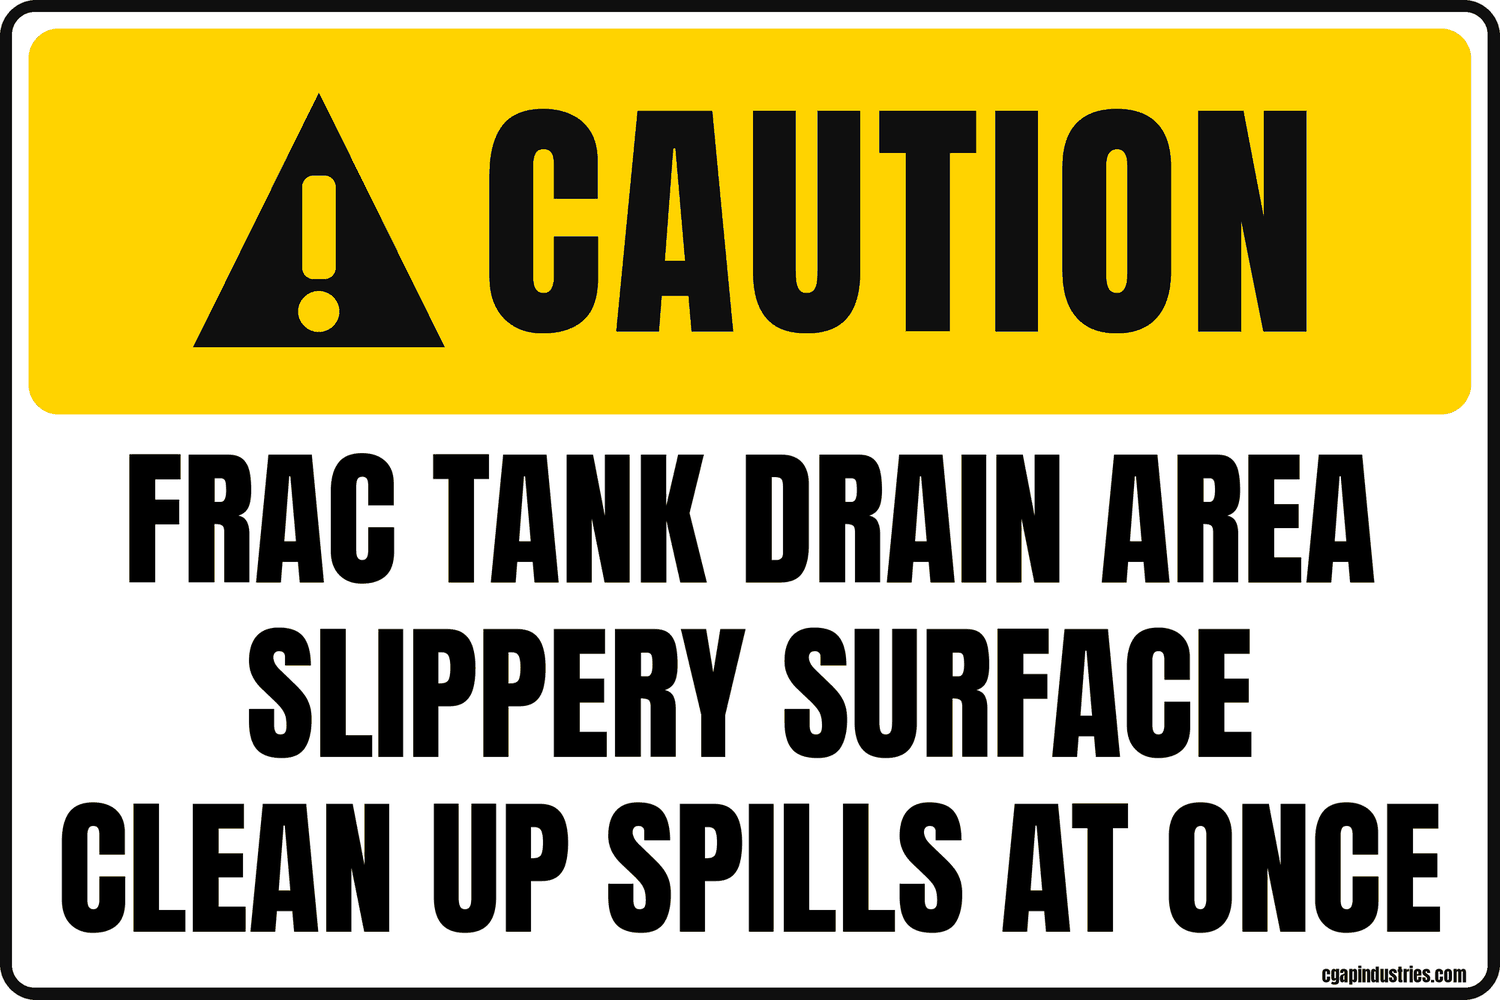 CAUTION
FRAC TANK DRAIN AREA
SLIPPERY SURFACE
CLEAN UP SPILLS AT ONCE
cgapindustries.com